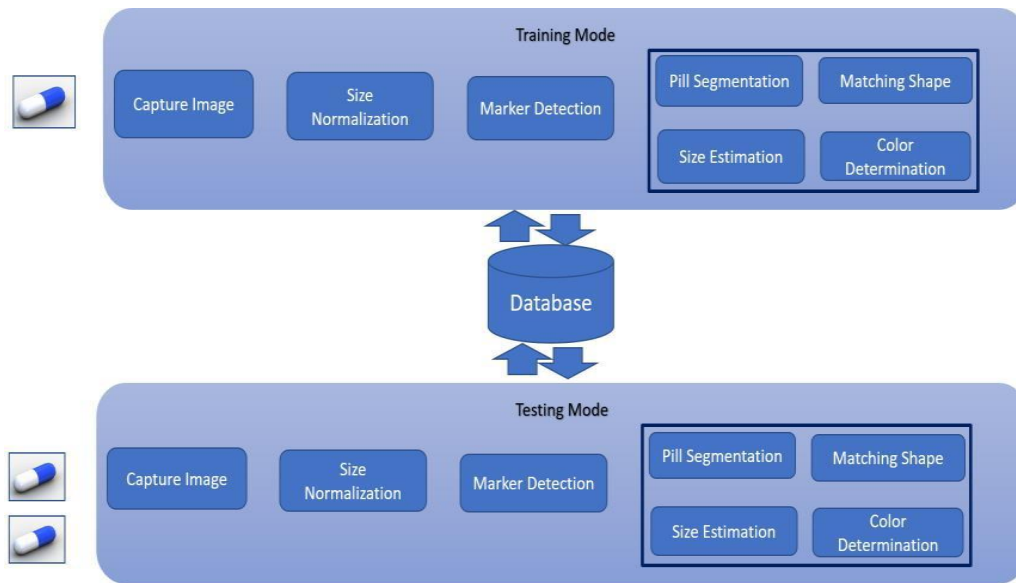 Training Mode
Capture Image
Size
Normalization
Marker Detection
Pill Segmentation
Matching Shape
Size Estimation
Color
Determination
Database
Testing Mode
Capture Image
Size
Normalization
Marker Detection
Pill Segmentation
Matching Shape
Size Estimation
Color
Determination